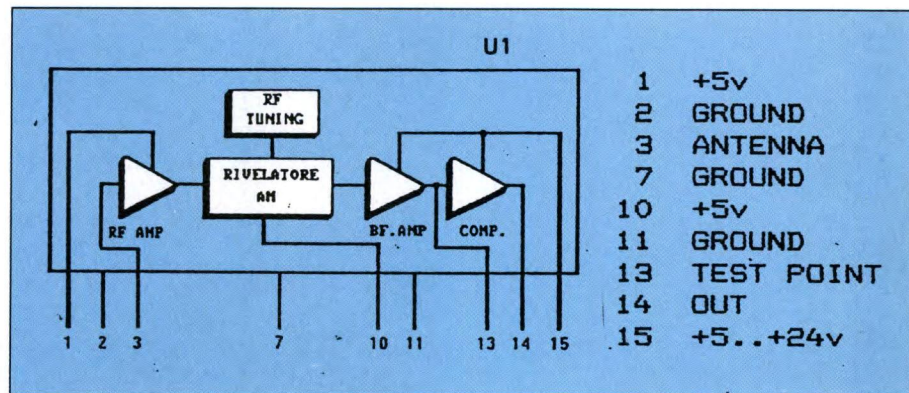 U1
RF
TUNING
RIVELATORE
AM
RF AMP
BF.AMP
COMP.
1 2 3 7 10 11 13 14 15
1 +5v
2 GROUND
3 ANTENNA
7 GROUND
10 +5v
11 GROUND
13 TEST POINT
14 OUT
15 +5..+24v